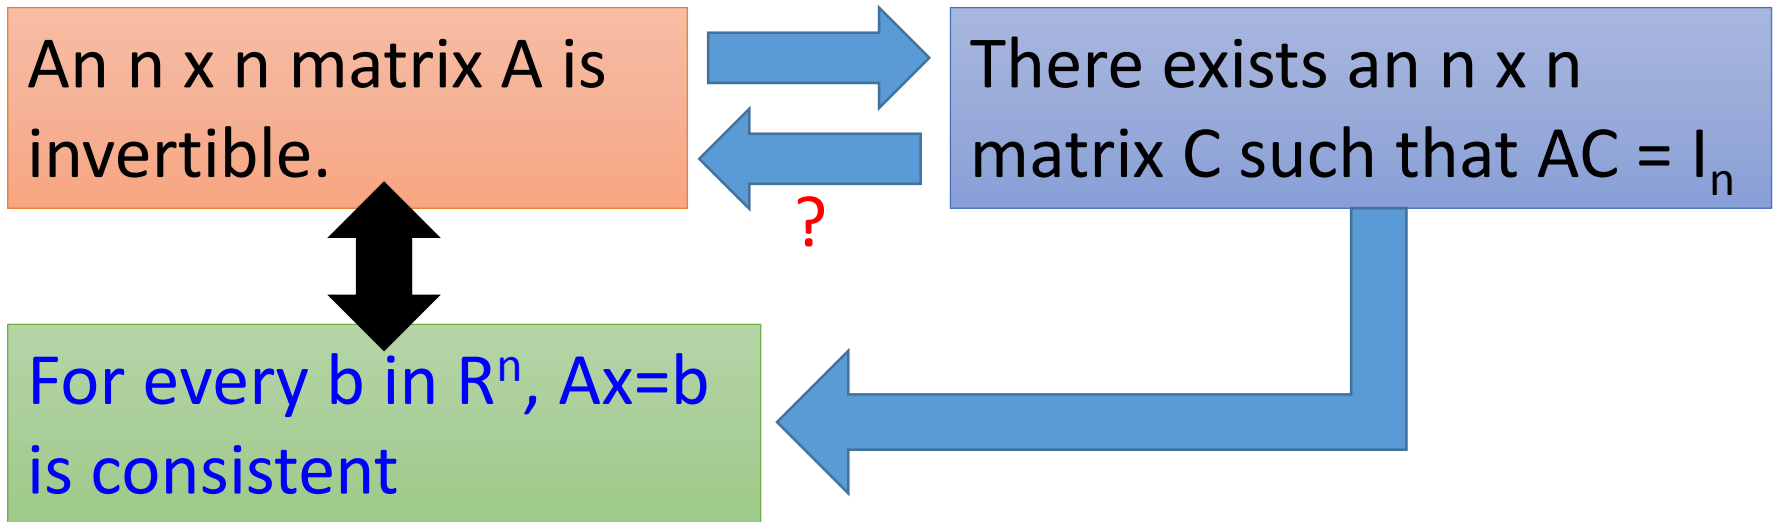 An n x n matrix A is
invertible.
There exists an n x n
matrix C such that AC = Iₙ
?
For every b in Rⁿ, Ax=b
is consistent